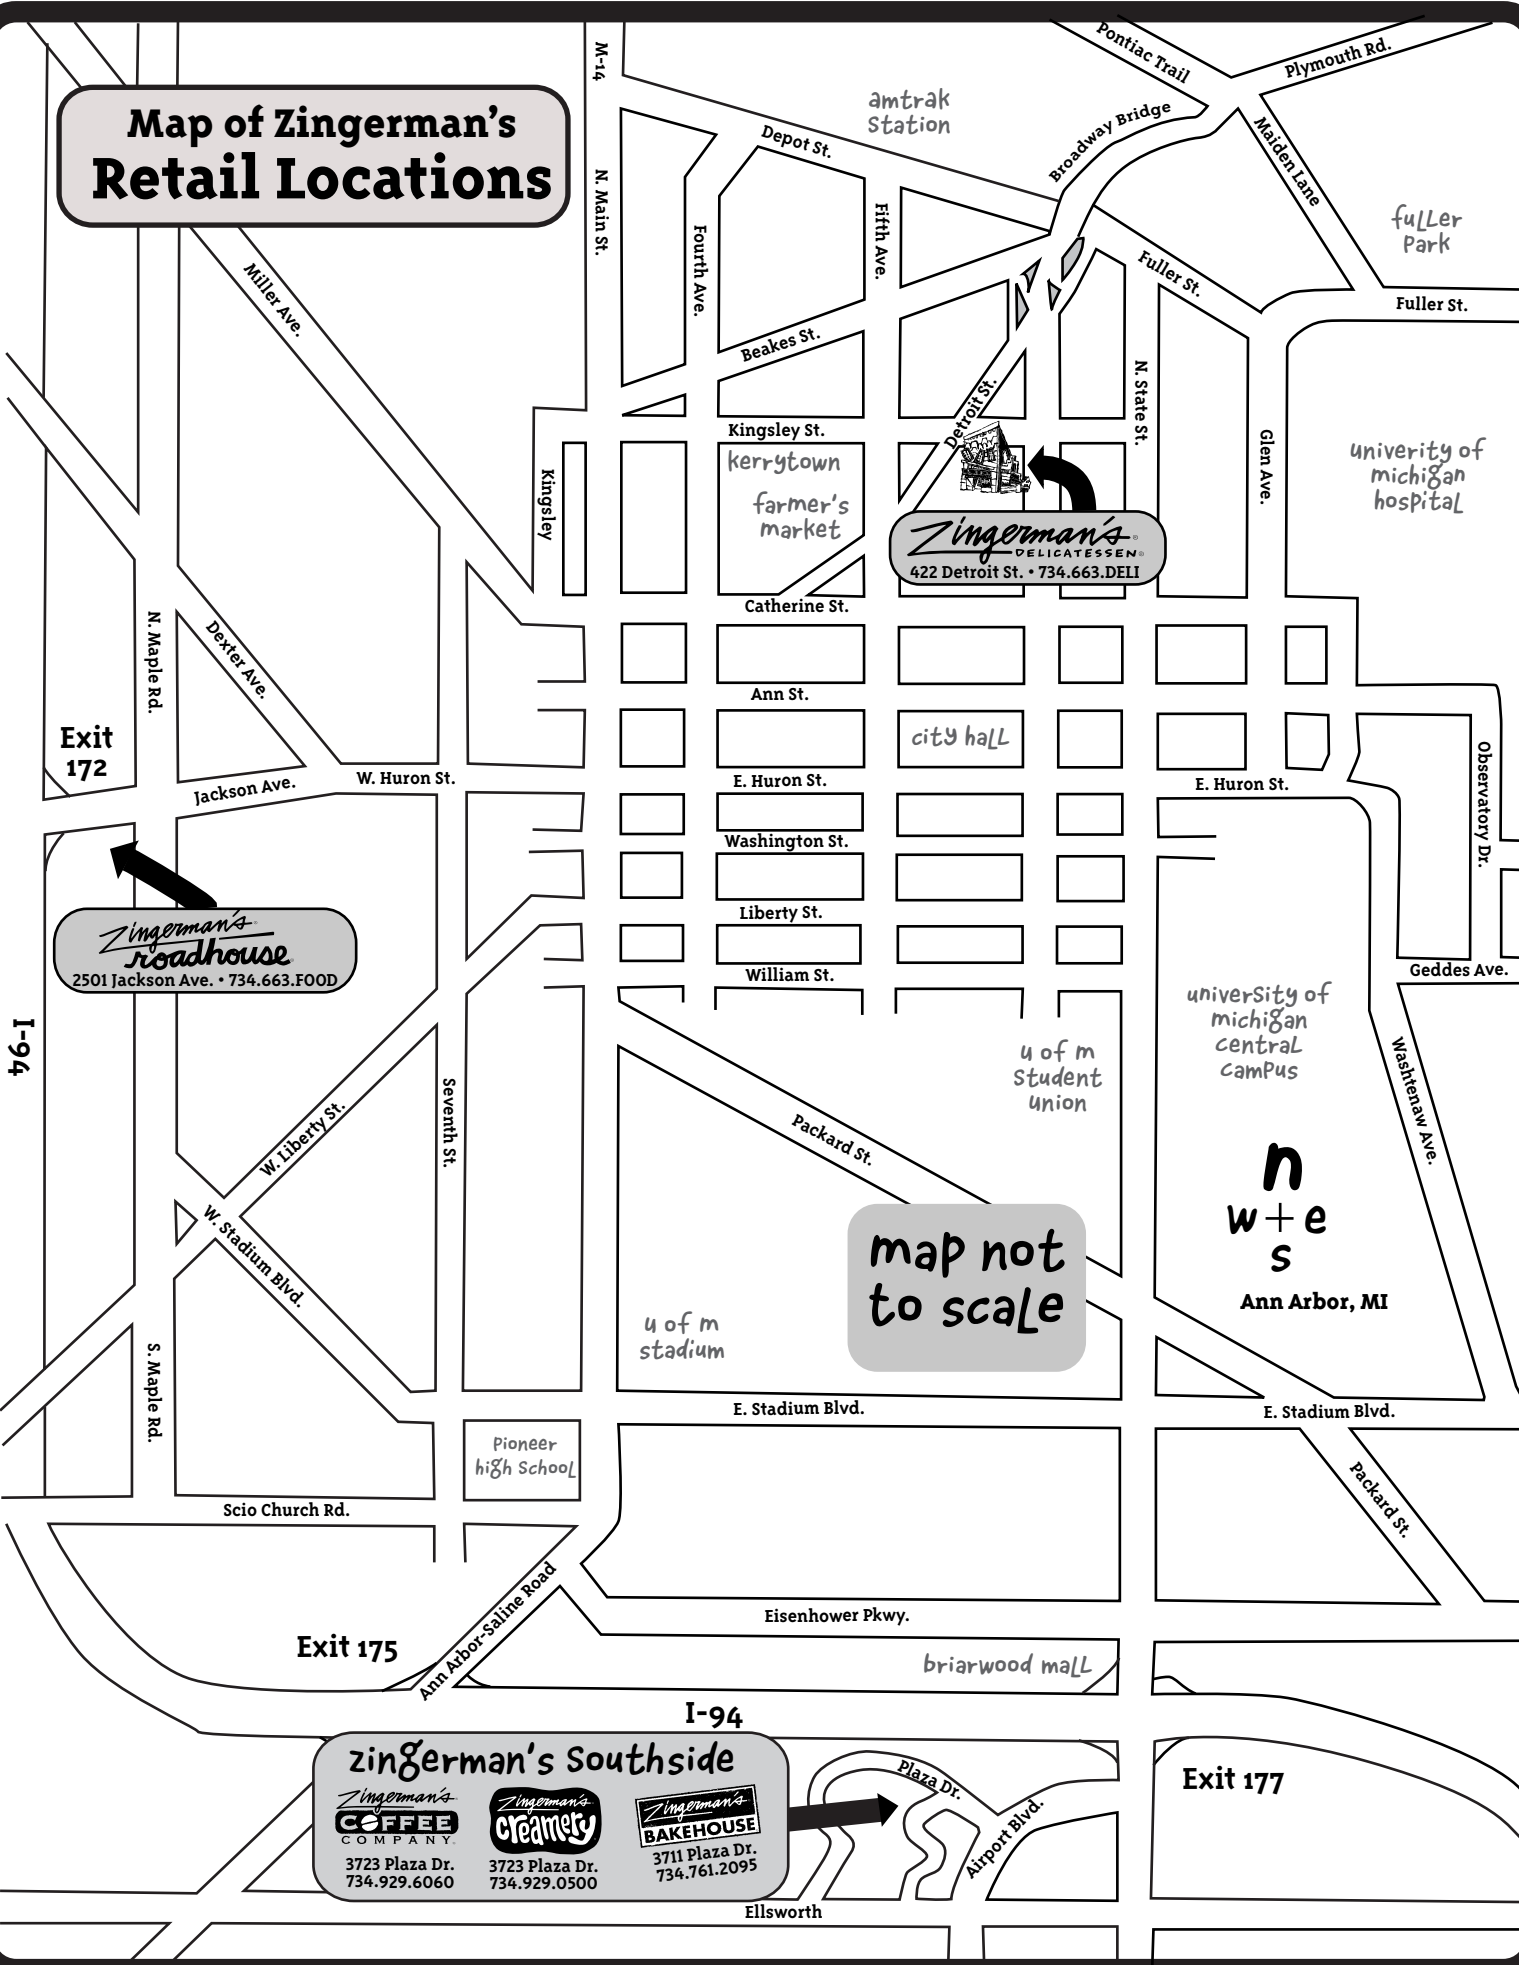 Map of Zingerman's
Retail Locations
M-14
N. Main St.
Pontiac Trail
Plymouth Rd.
amtrak
station
Depot St.
Broadway Bridge
Maiden Lane
fuller
park
Miller Ave.
Fourth Ave.
Fifth Ave.
Fuller St.
Fuller St.
Beakes St.
Detroit St.
N. State St.
Kingsley St.
kerrytown
farmer's
market
Kingsley
Glen Ave.
univerity of
michigan
hospital
Zingerman's®
DELICATESSEN®
422 Detroit St. • 734.663.DELI
Catherine St.
N. Maple Rd.
Dexter Ave.
Ann St.
Exit
172
city hall
Jackson Ave.
W. Huron St.
E. Huron St.
E. Huron St.
Observatory Dr.
Washington St.
Liberty St.
Zingerman's®
roadhouse
2501 Jackson Ave. • 734.663.FOOD
William St.
Geddes Ave.
university of
michigan
central
campus
I-94
u of m
student
union
Washtenaw Ave.
Seventh St.
W. Liberty St.
Packard St.
W. Stadium Blvd.
n
w + e
s
Ann Arbor, MI
map not
to scale
u of m
stadium
S. Maple Rd.
E. Stadium Blvd.
E. Stadium Blvd.
pioneer
high school
Packard St.
Scio Church Rd.
Ann Arbor-Saline Road
Eisenhower Pkwy.
Exit 175
briarwood mall
I-94
zingerman's Southside
Zingerman's
COFFEE
COMPANY
3723 Plaza Dr.
734.929.6060
Zingerman's
creamery
3723 Plaza Dr.
734.929.0500
Zingerman's
BAKEHOUSE
3711 Plaza Dr.
734.761.2095
Plaza Dr.
Airport Blvd.
Exit 177
Ellsworth